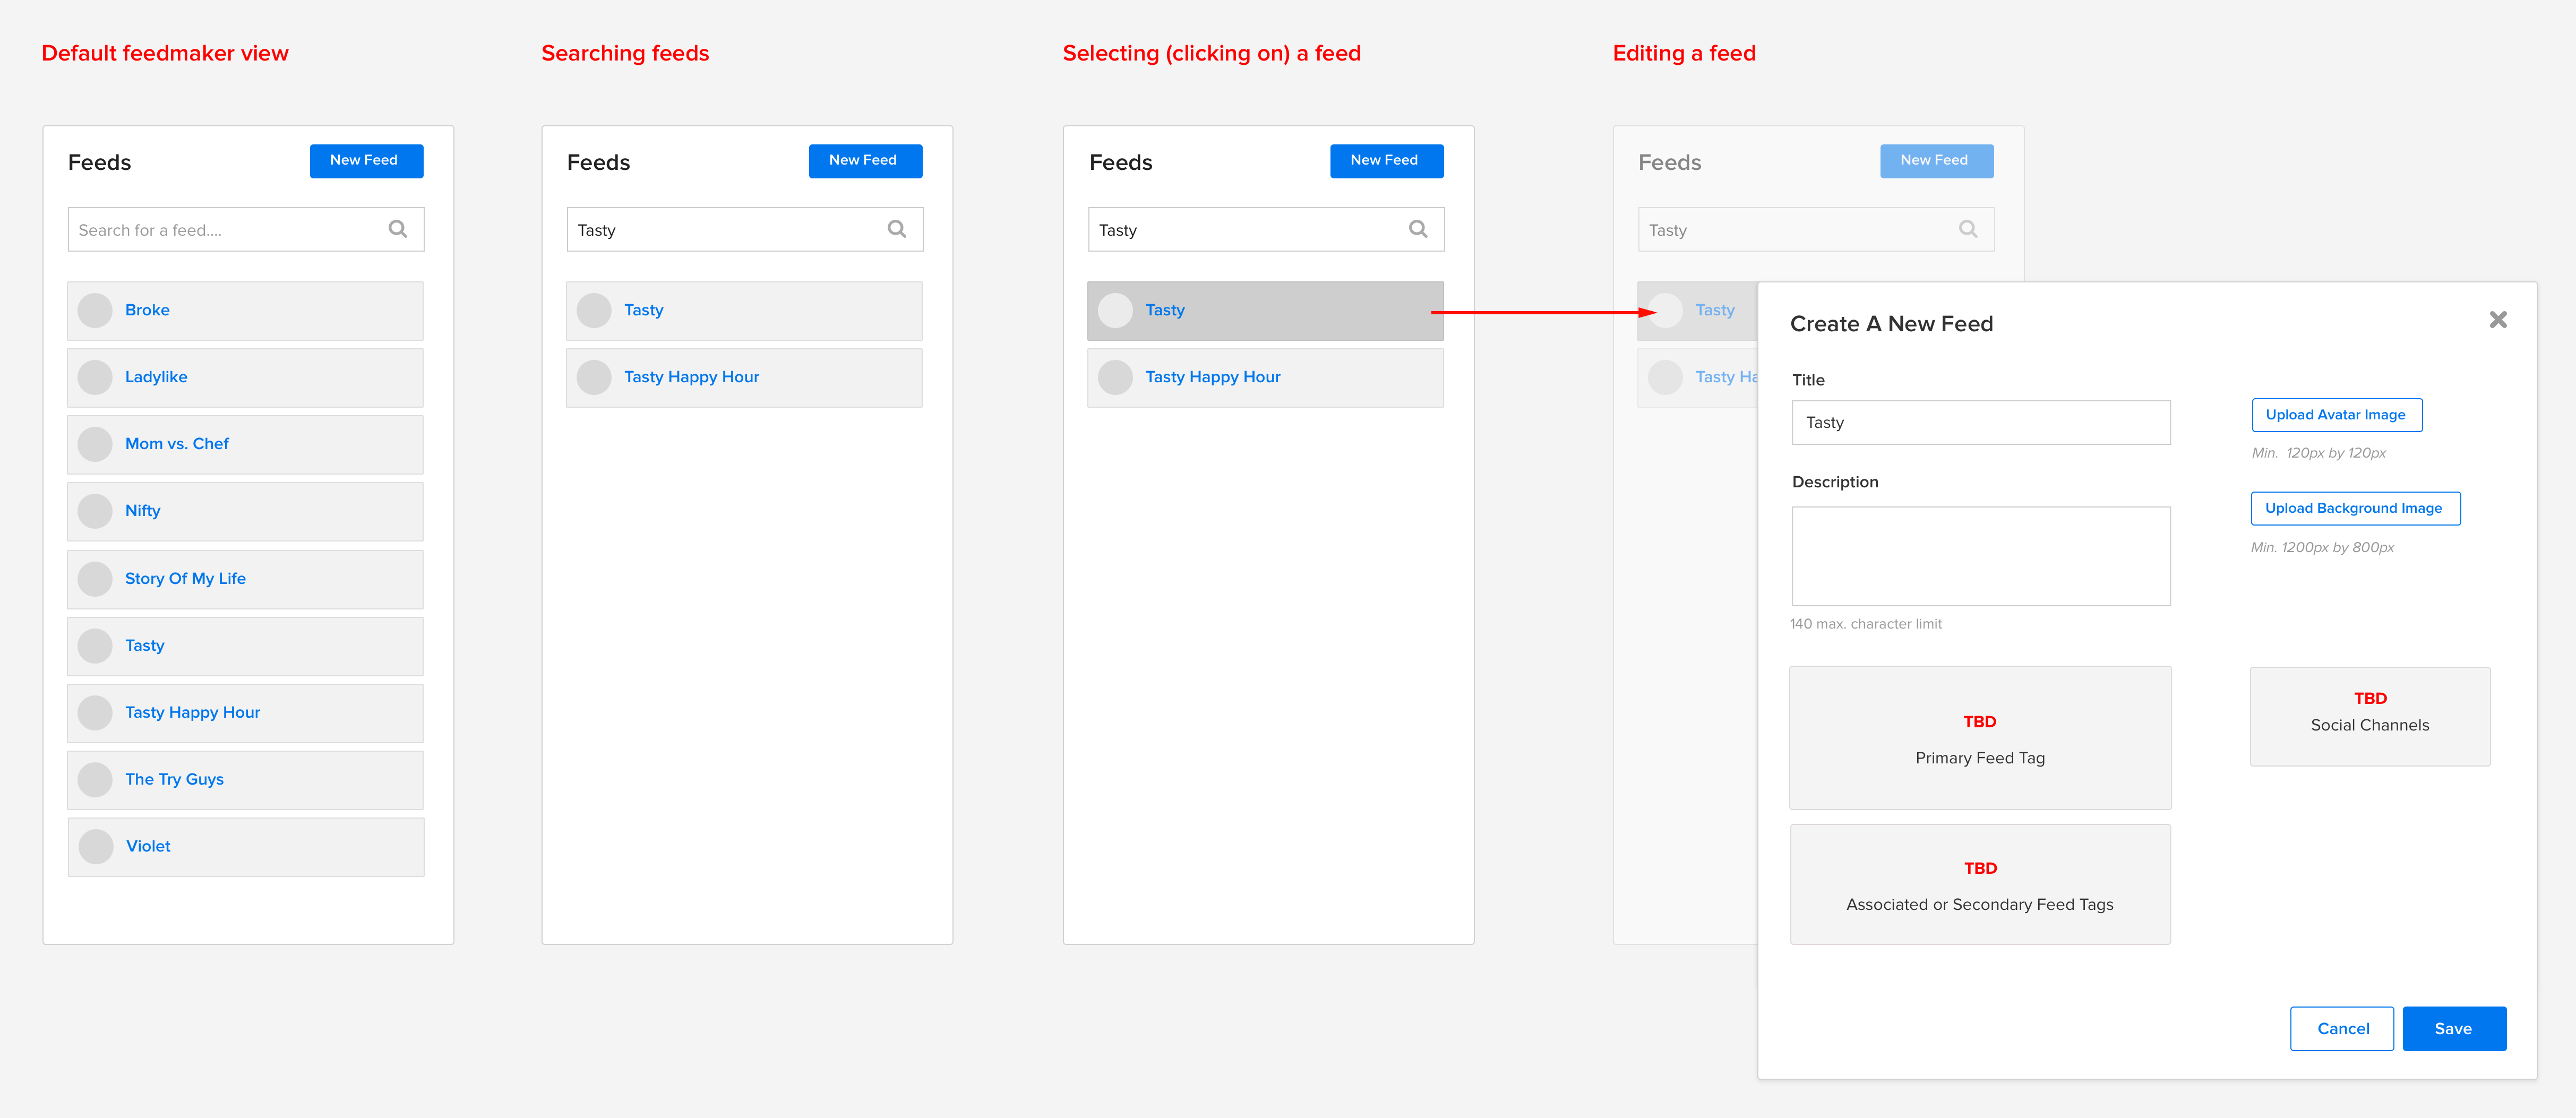 Default feedmaker view
Feeds
New Feed
Search for a feed....
Broke
Ladylike
Mom vs. Chef
Nifty
Story Of My Life
Tasty
Tasty Happy Hour
The Try Guys
Violet
Searching feeds
Feeds
New Feed
Tasty
Tasty
Tasty Happy Hour
Selecting (clicking on) a feed
Feeds
New Feed
Tasty
Tasty
Tasty Happy Hour
Editing a feed
Feeds
New Feed
Tasty
Tasty
Tasty Ha
Create A New Feed
Title
Tasty
Description
140 max. character limit
Upload Avatar Image
Min. 120px by 120px
Upload Background Image
Min. 1200px by 800px
TBD
Primary Feed Tag
TBD
Social Channels
TBD
Associated or Secondary Feed Tags
Cancel
Save